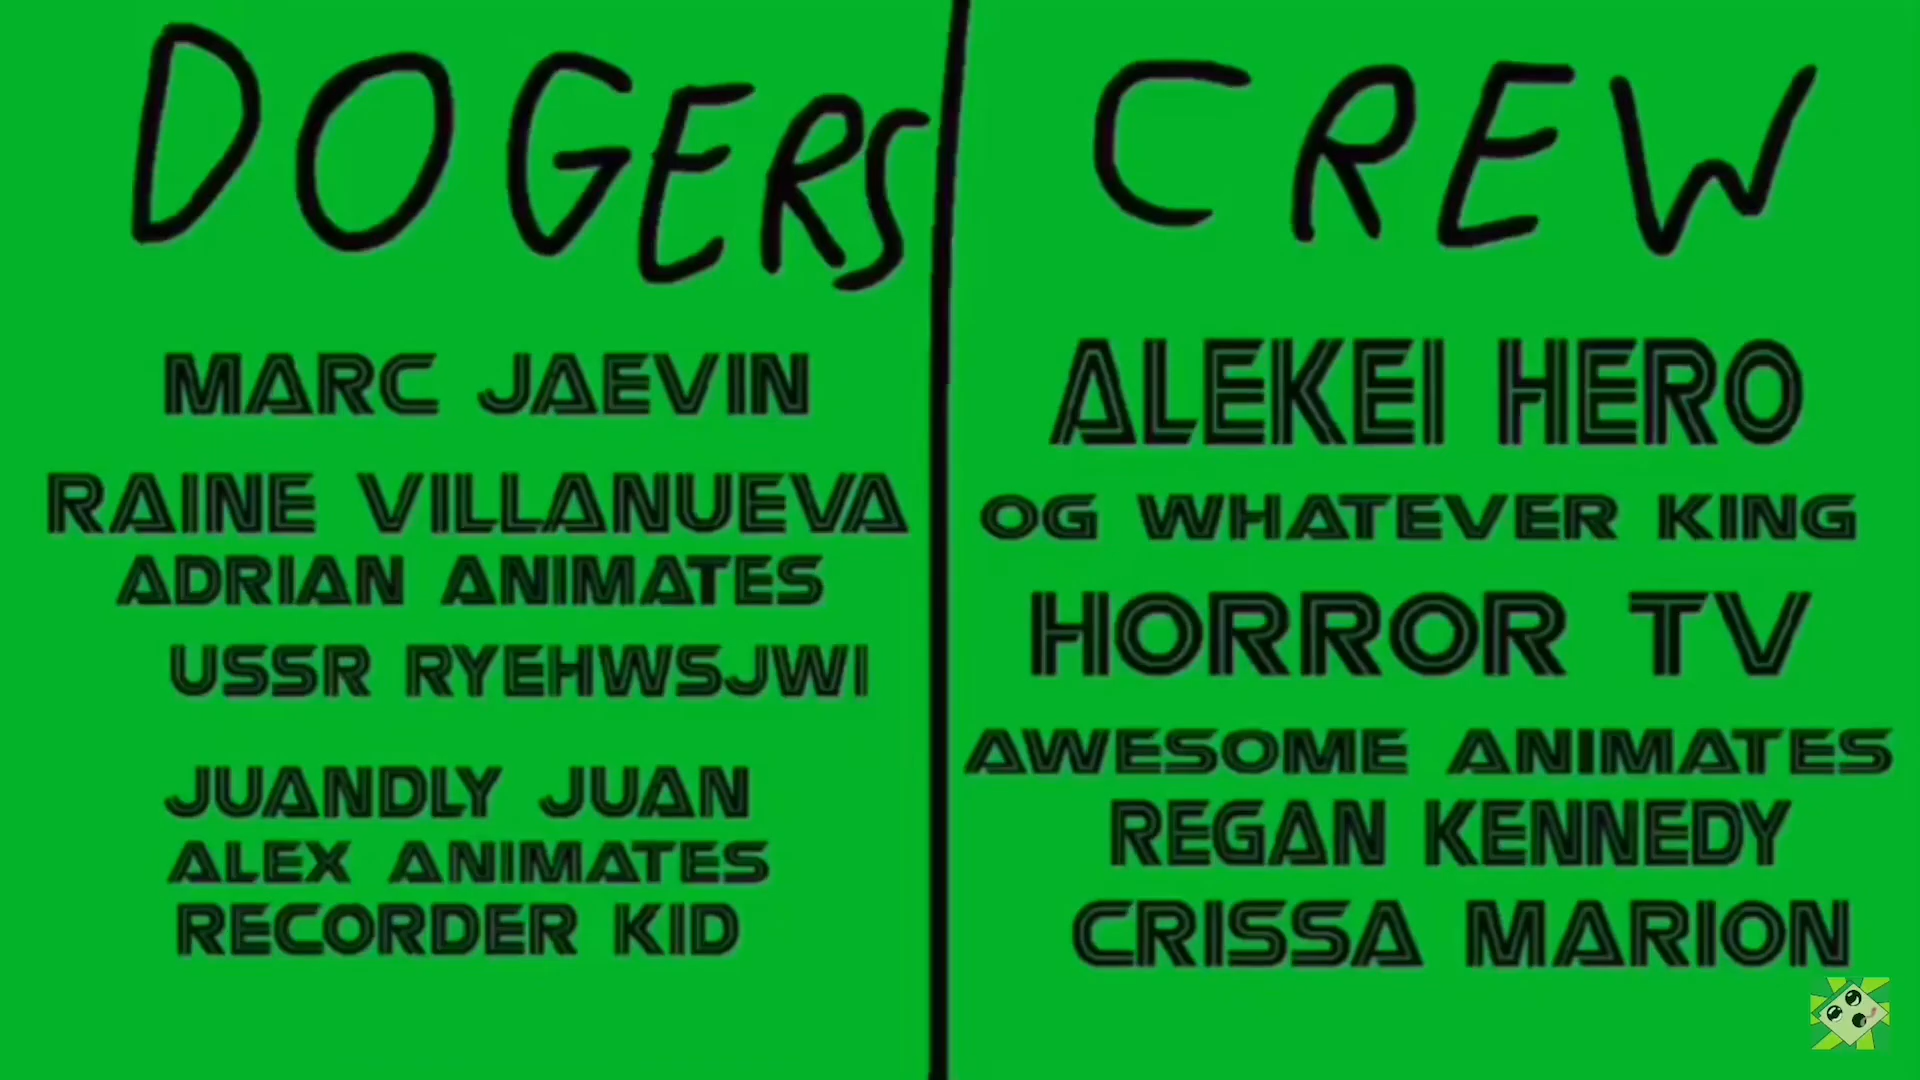 DOGERS
MARC JAEVIN
RAINE VILLANUEVA
ADRIAN ANIMATES
USSR RYEHWSJWI
JUANDLY JUAN
ALEX ANIMATES
RECORDER KID
CREW
ALEKEI HERO
OG WHATEVER KING
HORROR TV
AWESOME ANIMATES
REGAN KENNEDY
CRISSA MARION